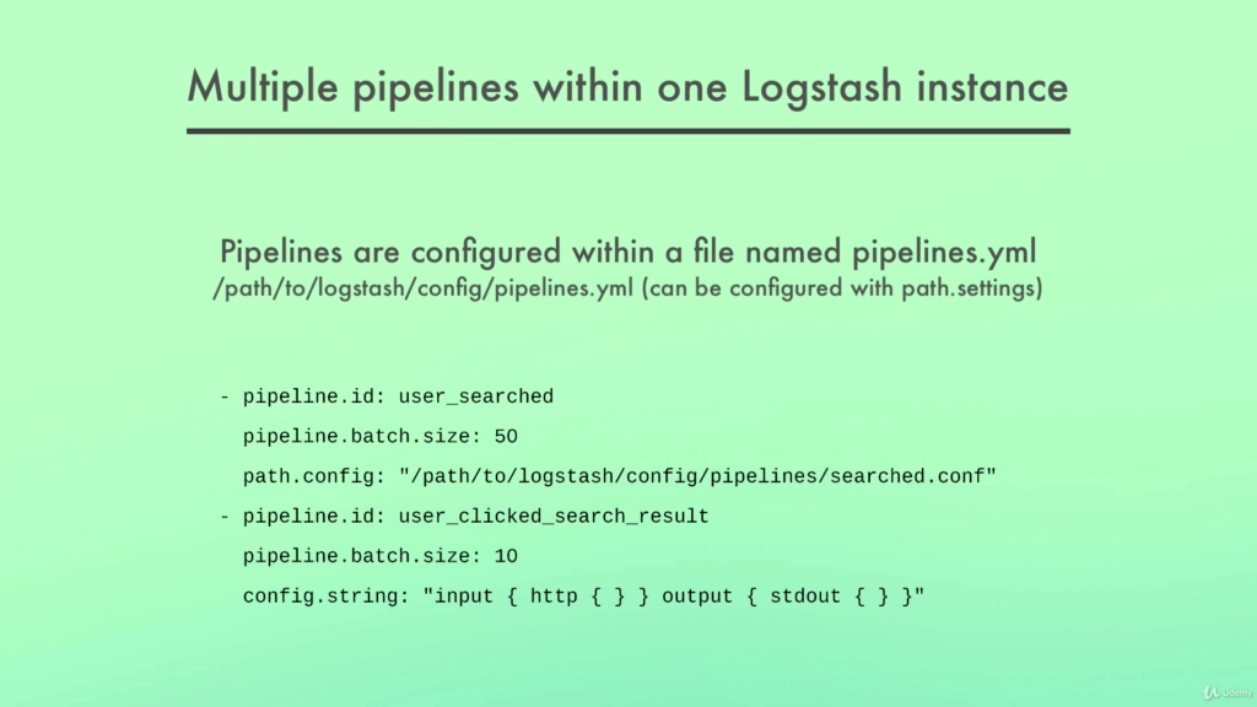 Multiple pipelines within one Logstash instance
Pipelines are configured within a file named pipelines.yml
/path/to/logstash/config/pipelines.yml (can be configured with path.settings)
- pipeline.id: user_searched
  pipeline.batch.size: 50
  path.config: "/path/to/logstash/config/pipelines/searched.conf"
- pipeline.id: user_clicked_search_result
  pipeline.batch.size: 10
  config.string: "input { http { } } output { stdout { } }"
Udemy